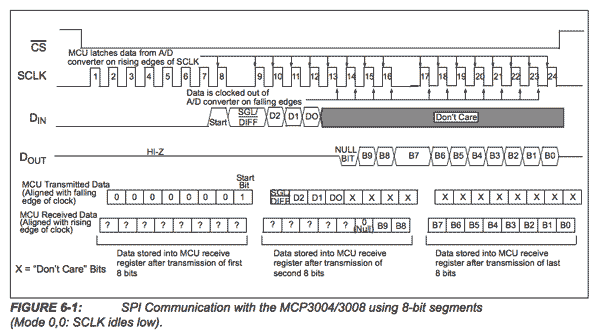 CS
MCU latches data from A/D
converter on rising edges of SCLK
SCLK
1 2 3 4 5 6 7 8 9 10 11 12 13 14 15 16 17 18 19 20 21 22 23 24
Data is clocked out of
A/D converter on falling edges
DIN
Start SGL/ DIFF D2 D1 DO Don't Care
DOUT
HI-Z
NULL BIT B9 B8 B7 B6 B5 B4 B3 B2 B1 B0
MCU Transmitted Data
(Aligned with falling
edge of clock)
Start
Bit
0 0 0 0 0 0 0 1 SGL/ DIFF D2 D1 DO X X X X X X X X X X X X
MCU Received Data
(Aligned with rising
edge of clock)
? ? ? ? ? ? ? ? ? ? ? ? ? 0 (Null) B9 B8 B7 B6 B5 B4 B3 B2 B1 B0
Data stored into MCU receive
register after transmission of first
8 bits
Data stored into MCU receive
register after transmission of
second 8 bits
Data stored into MCU receive
register after transmission of last
8 bits
X = "Don't Care" Bits
FIGURE 6-1: SPI Communication with the MCP3004/3008 using 8-bit segments
(Mode 0,0: SCLK idles low).